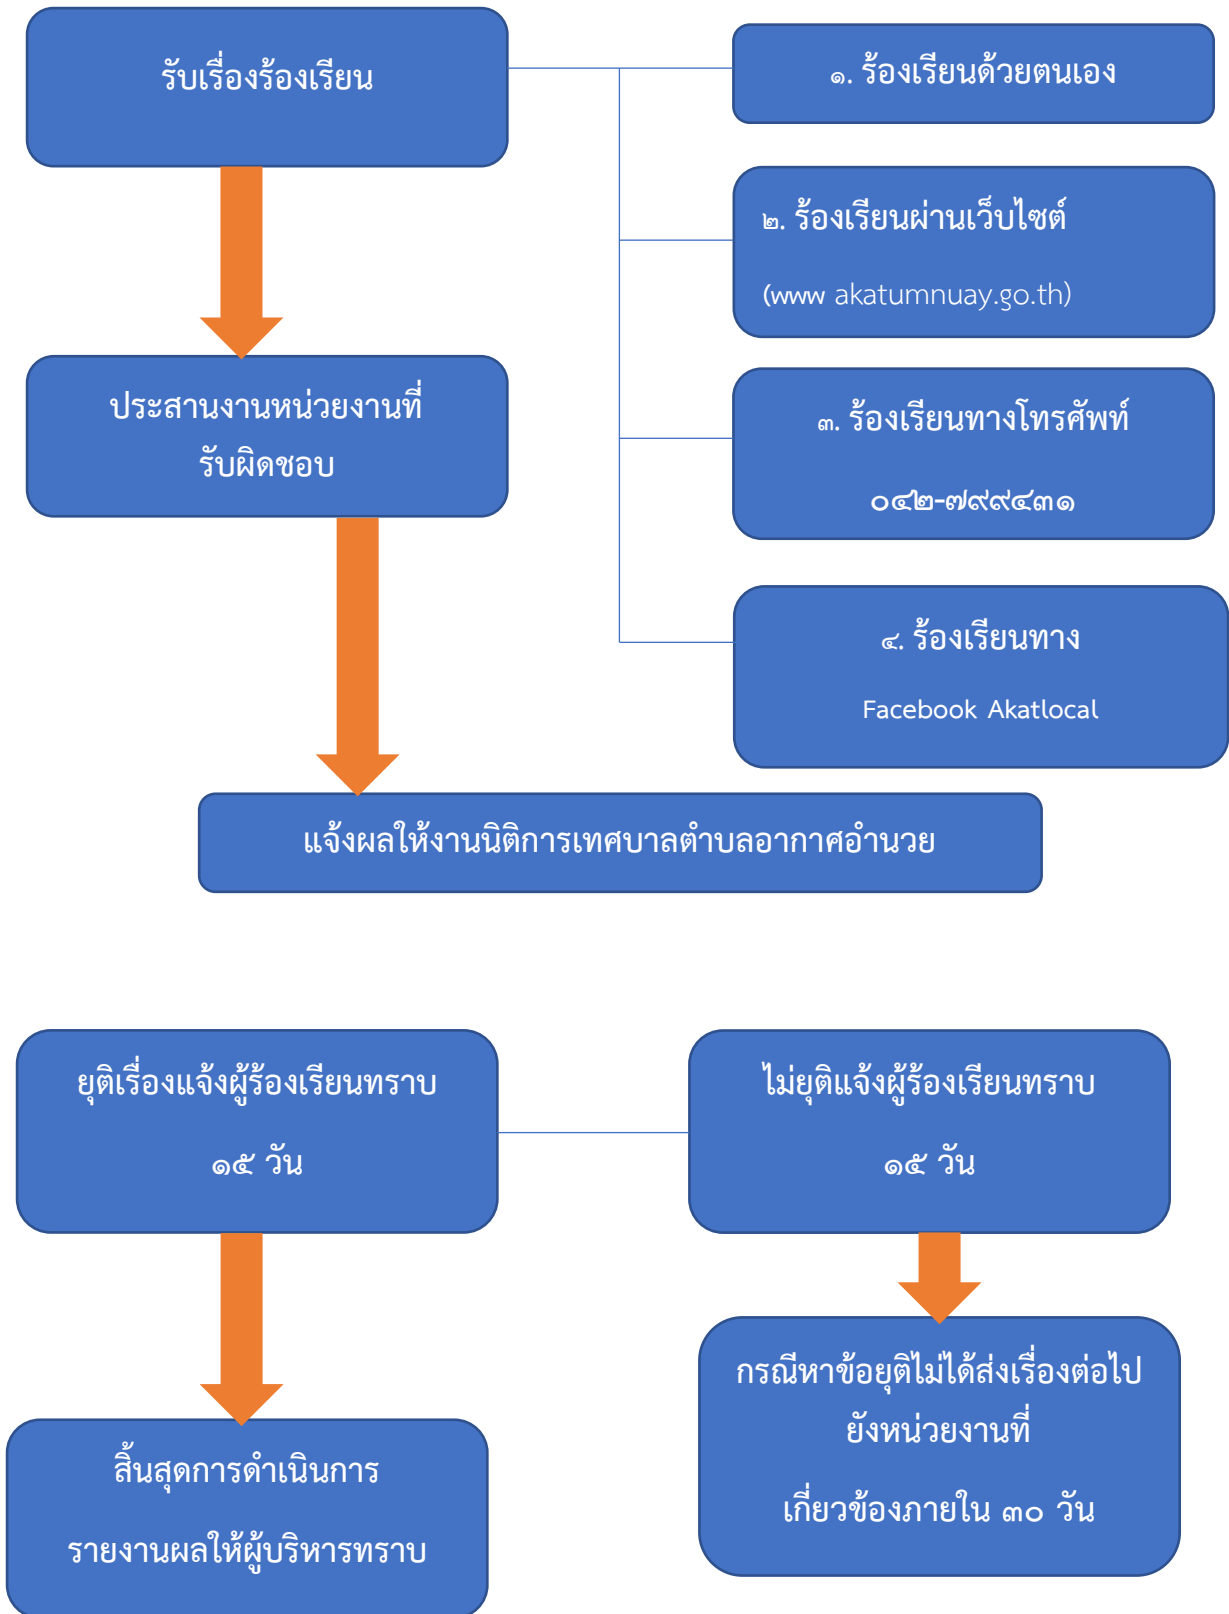 รับเรื่องร้องเรียน
๑. ร้องเรียนด้วยตนเอง
๒. ร้องเรียนผ่านเว็บไซต์
(www akatumnuay.go.th)
ประสานงานหน่วยงานที่
รับผิดชอบ
๓. ร้องเรียนทางโทรศัพท์
๐๔๒-๗๙๙๔๓๑
๔. ร้องเรียนทาง
Facebook Akatlocal
แจ้งผลให้งานนิติการเทศบาลตำบลอากาศอำนวย
ยุติเรื่องแจ้งผู้ร้องเรียนทราบ
๑๕ วัน
ไม่ยุติแจ้งผู้ร้องเรียนทราบ
๑๕ วัน
สิ้นสุดการดำเนินการ
รายงานผลให้ผู้บริหารทราบ
กรณีหาข้อยุติไม่ได้ส่งเรื่องต่อไป
ยังหน่วยงานที่
เกี่ยวข้องภายใน ๓๐ วัน